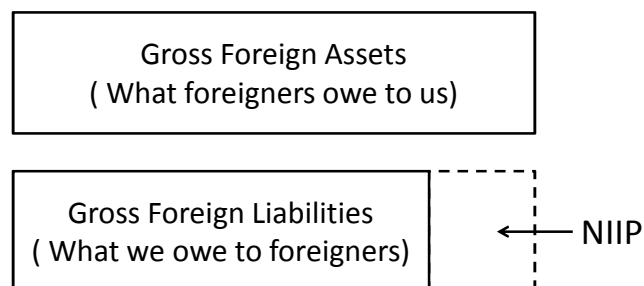 Gross Foreign Assets
( What foreigners owe to us)
Gross Foreign Liabilities
( What we owe to foreigners)
NIIP